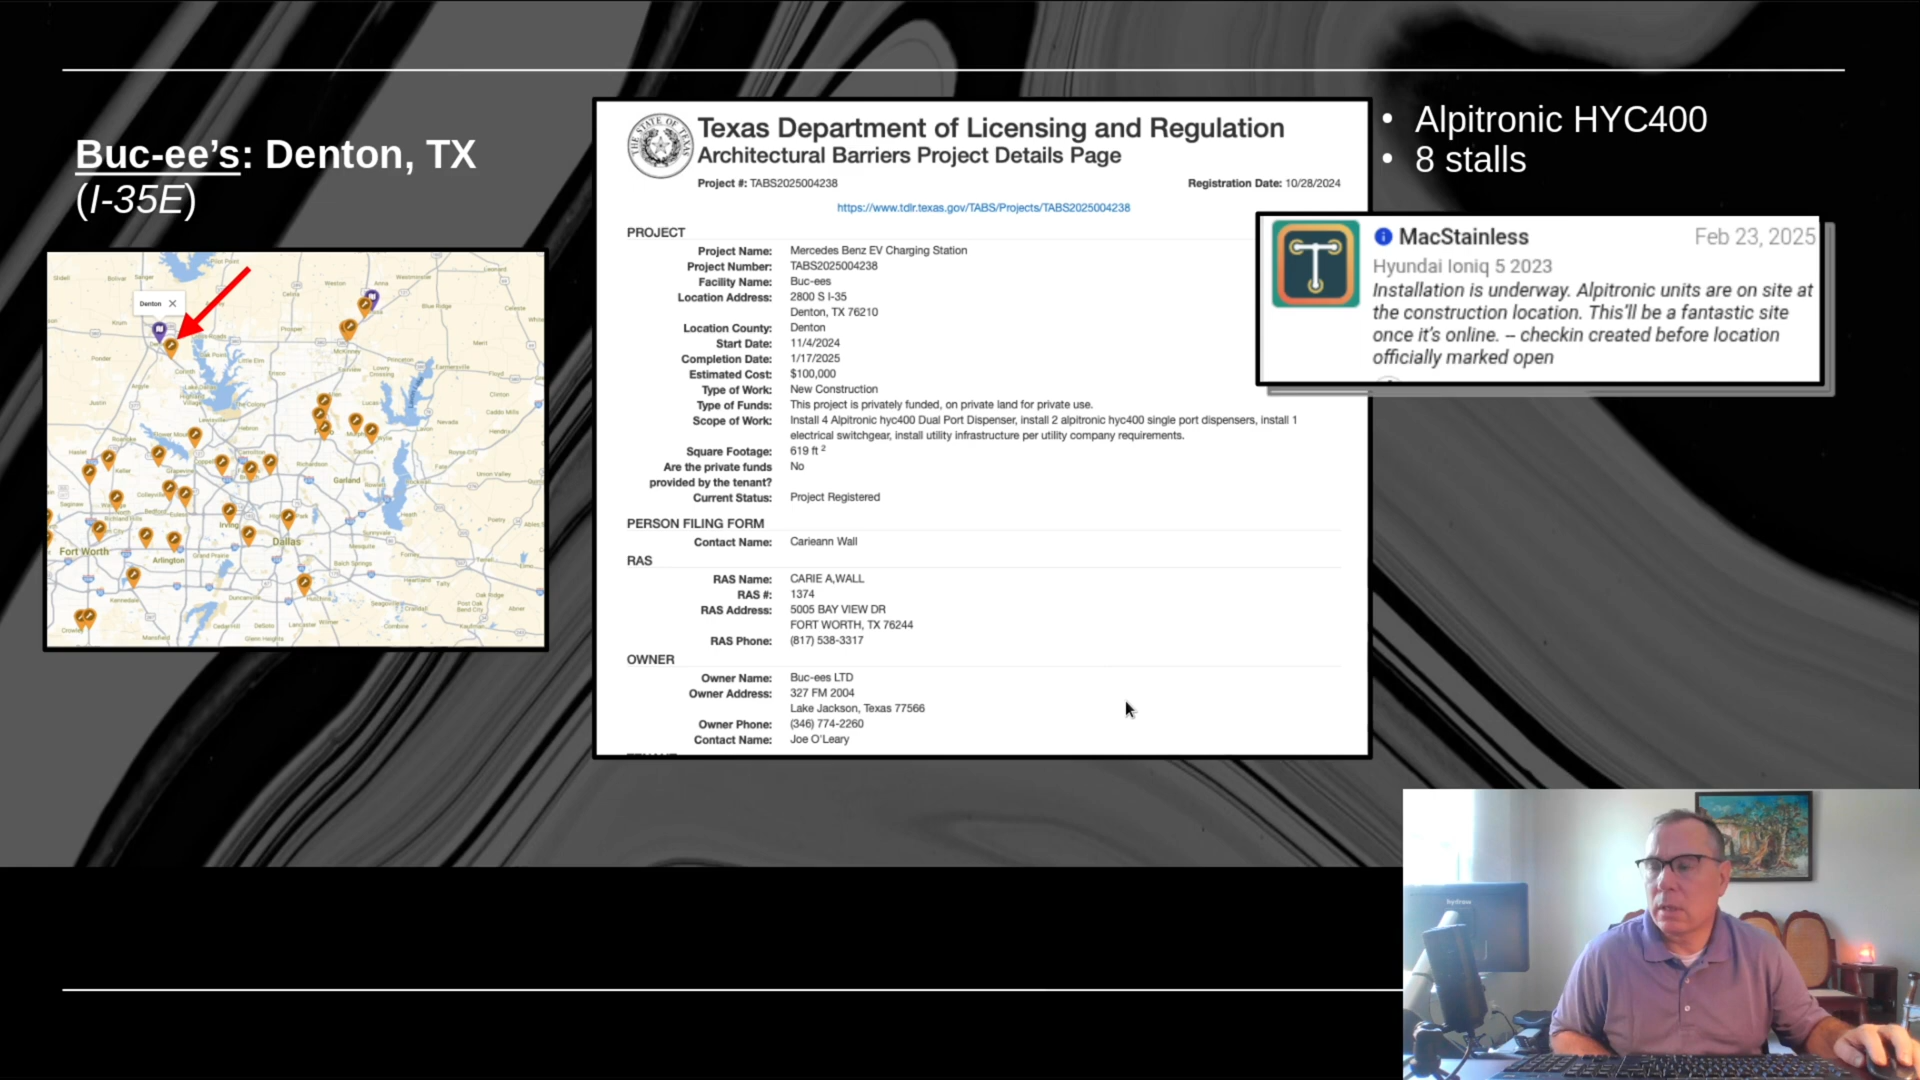 Buc-ee’s: Denton, TX
(I-35E)
Denton
Garland
Irving
Dallas
Fort Worth
Arlington
Texas Department of Licensing and Regulation
Architectural Barriers Project Details Page
Project #: TABS2025004238 Registration Date: 10/28/2024
https://www.tdlr.texas.gov/TABS/Projects/TABS2025004238
PROJECT
Project Name: Mercedes Benz EV Charging Station
Project Number: TABS2025004238
Facility Name: Buc-ees
Location Address: 2800 S I-35
Denton, TX 76210
Location County: Denton
Start Date: 11/4/2024
Completion Date: 1/17/2025
Estimated Cost: $100,000
Type of Work: New Construction
Type of Funds: This project is privately funded, on private land for private use.
Scope of Work: Install 4 Alpitronic hyc400 Dual Port Dispenser, install 2 alpitronic hyc400 single port dispensers, install 1
electrical switchgear, install utility infrastructure per utility company requirements.
Square Footage: 619 ft 2
Are the private funds No
provided by the tenant?
Current Status: Project Registered
PERSON FILING FORM
Contact Name: Carieann Wall
RAS
RAS Name: CARIE A,WALL
RAS #: 1374
RAS Address: 5005 BAY VIEW DR
FORT WORTH, TX 76244
RAS Phone: (817) 538-3317
OWNER
Owner Name: Buc-ees LTD
Owner Address: 327 FM 2004
Lake Jackson, Texas 77566
Owner Phone: (346) 774-2260
Contact Name: Joe O'Leary
• Alpitronic HYC400
• 8 stalls
MacStainless Feb 23, 2025
Hyundai Ioniq 5 2023
Installation is underway. Alpitronic units are on site at
the construction location. This'll be a fantastic site
once it's online. – checkin created before location
officially marked open